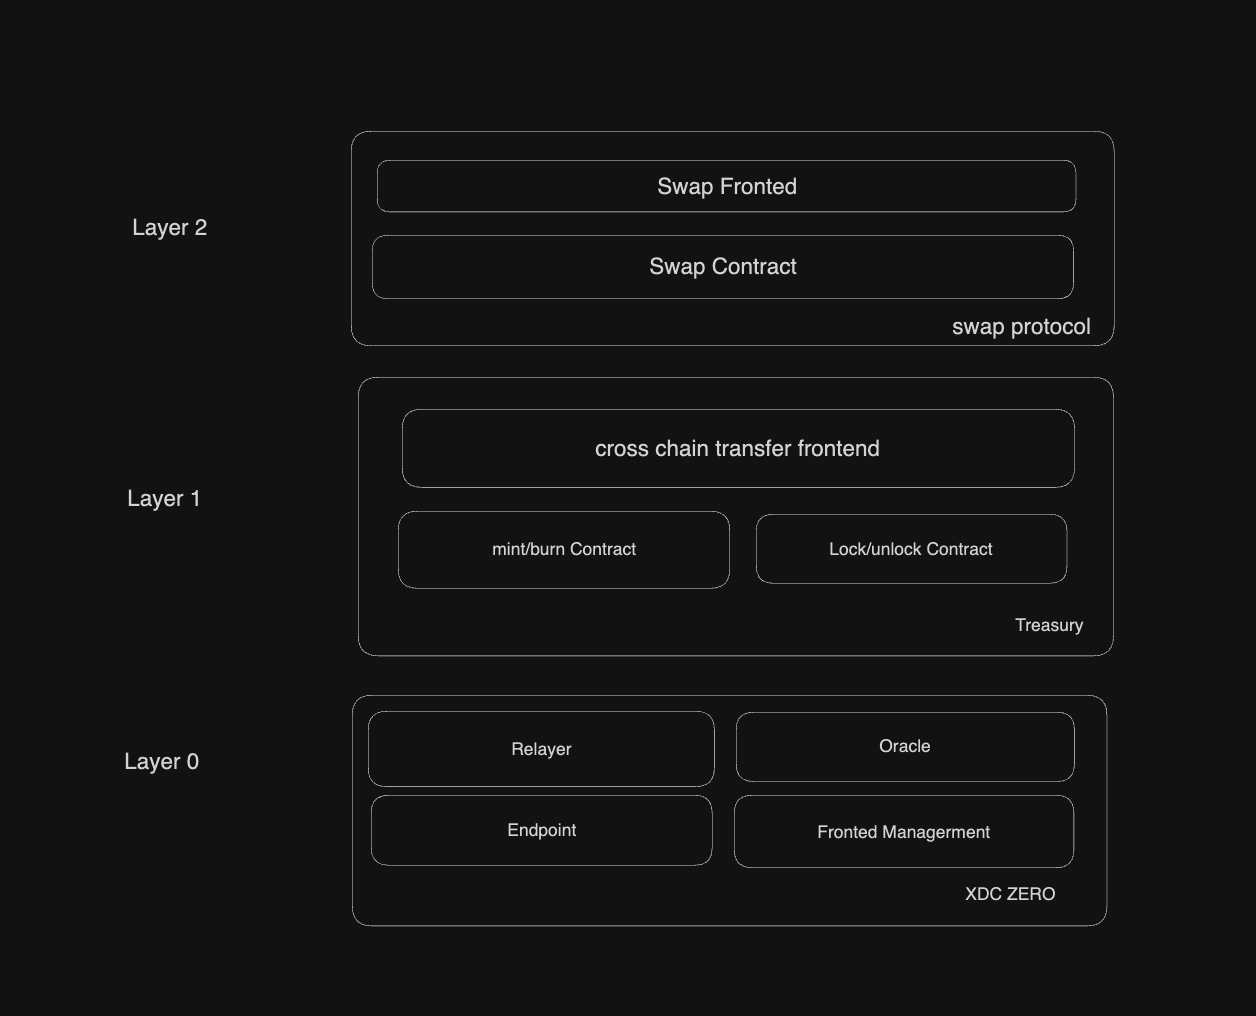 Layer 2
Swap Fronted
Swap Contract
swap protocol
Layer 1
cross chain transfer frontend
mint/burn Contract
Lock/unlock Contract
Treasury
Layer 0
Relayer
Oracle
Endpoint
Fronted Managerment
XDC ZERO